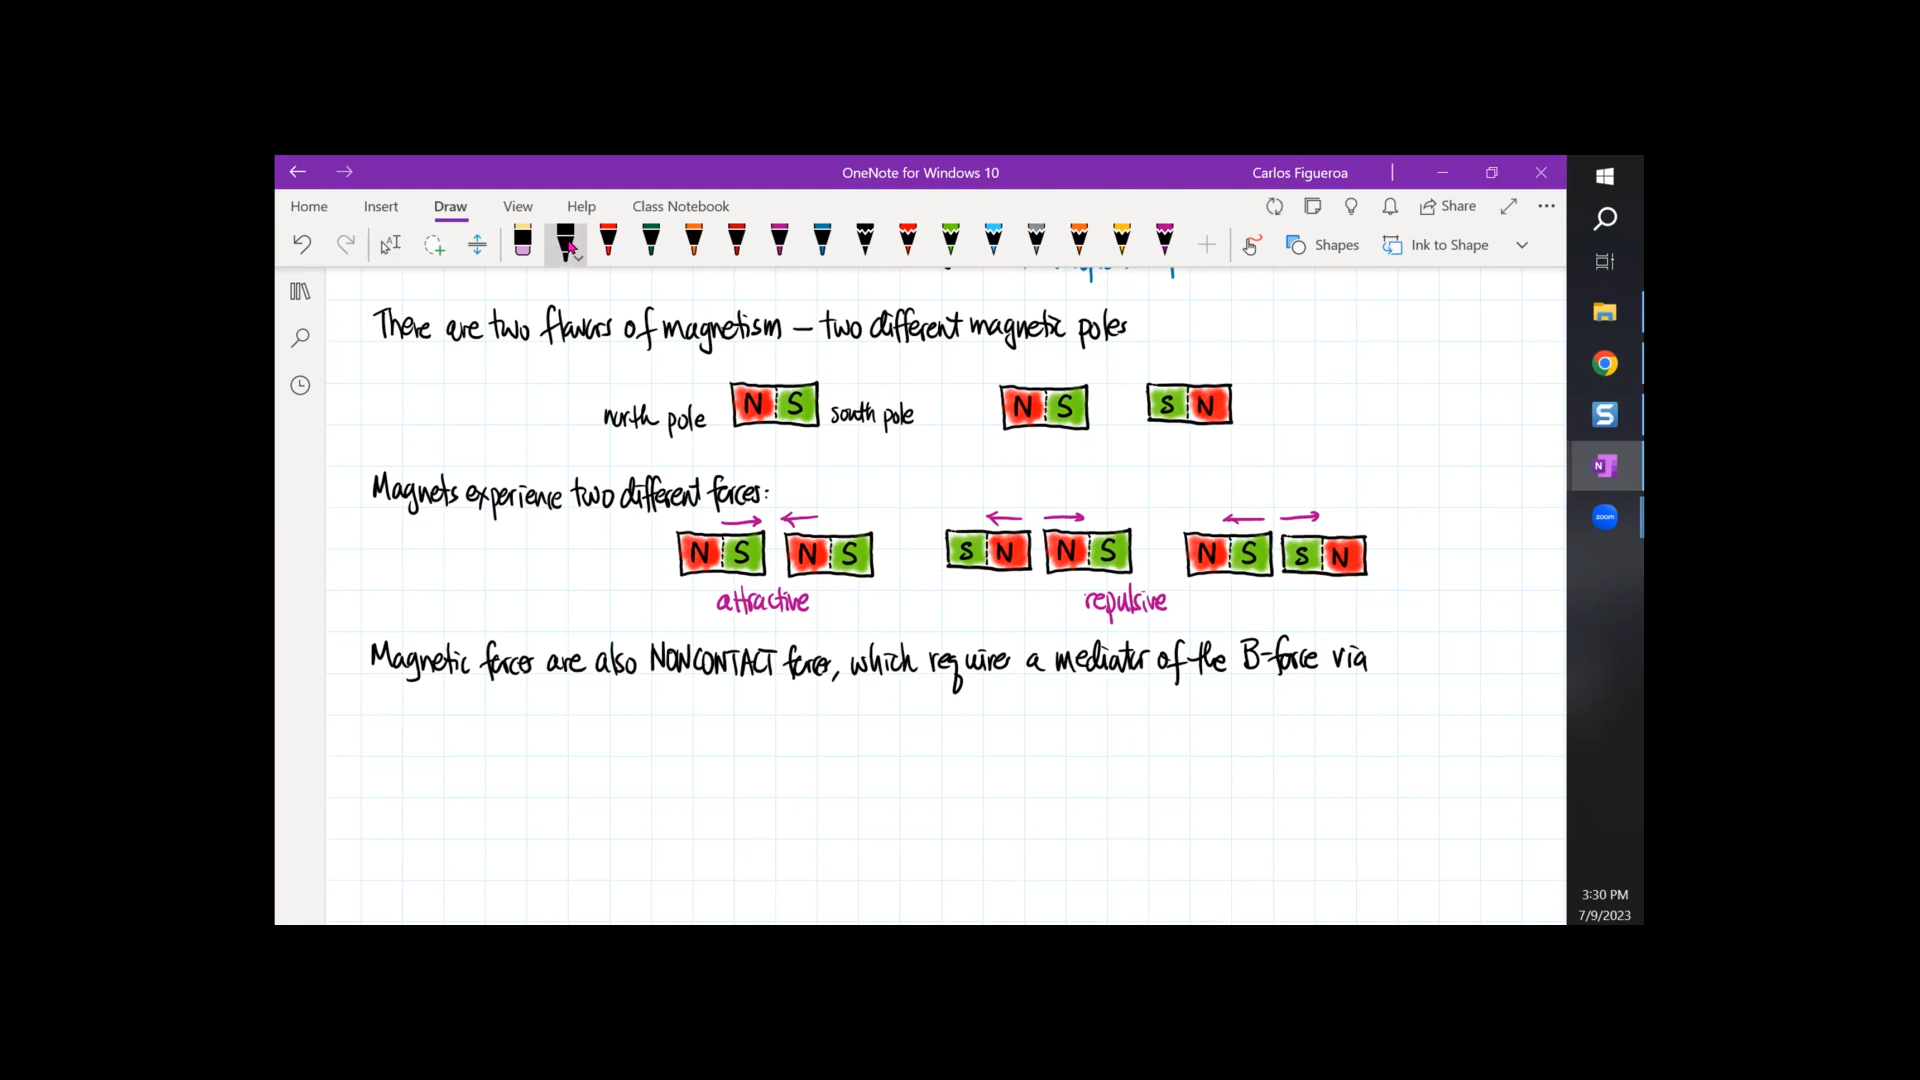 OneNote for Windows 10
Carlos Figueroa
Home Insert Draw View Help Class Notebook
Share
Shapes
Ink to Shape
There are two flavors of magnetism – two different magnetic poles
north pole N S south pole N S S N
Magnets experience two different forces:
N S N S S N N S N S S N
attractive repulsive
Magnetic forces are also NONCONTACT forces, which requires a mediator of the B-force via
zoom
3:30 PM
7/9/2023